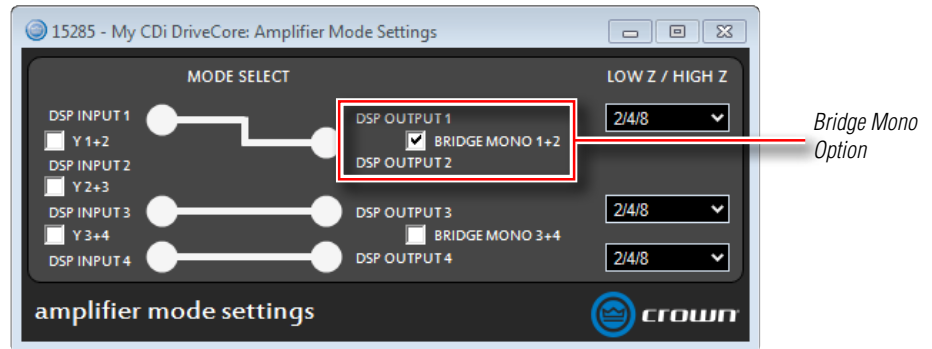 15285 - My CDi DriveCore: Amplifier Mode Settings
MODE SELECT
LOW Z / HIGH Z
DSP INPUT 1
DSP OUTPUT 1
2/4/8
Y 1+2
BRIDGE MONO 1+2
DSP INPUT 2
DSP OUTPUT 2
Y 2+3
DSP INPUT 3
DSP OUTPUT 3
2/4/8
Y 3+4
BRIDGE MONO 3+4
DSP INPUT 4
DSP OUTPUT 4
2/4/8
Bridge Mono
Option
amplifier mode settings
crown